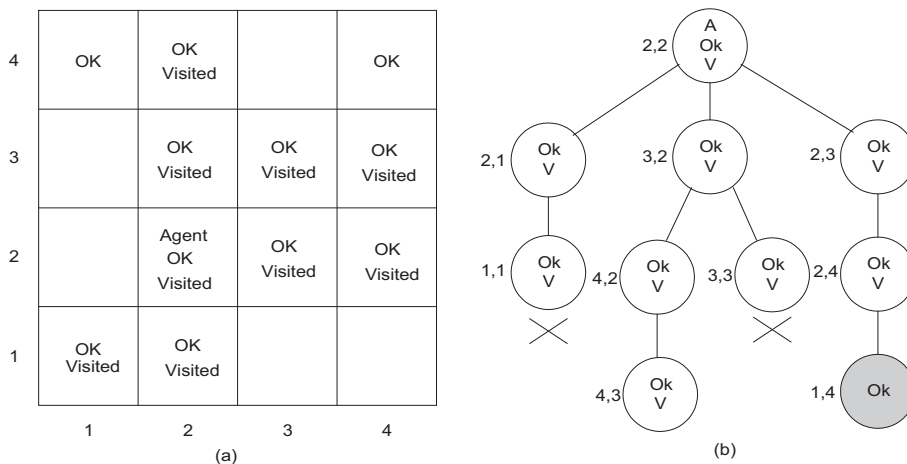 4
OK
OK
Visited
OK
3
OK
Visited
OK
Visited
OK
Visited
2
Agent
OK
Visited
OK
Visited
OK
Visited
1
OK
Visited
OK
Visited
1
2
3
4
(a)
2,2
A
Ok
V
2,1
Ok
V
3,2
Ok
V
2,3
Ok
V
1,1
Ok
V
4,2
Ok
V
3,3
Ok
V
2,4
Ok
V
4,3
Ok
V
1,4
Ok
(b)